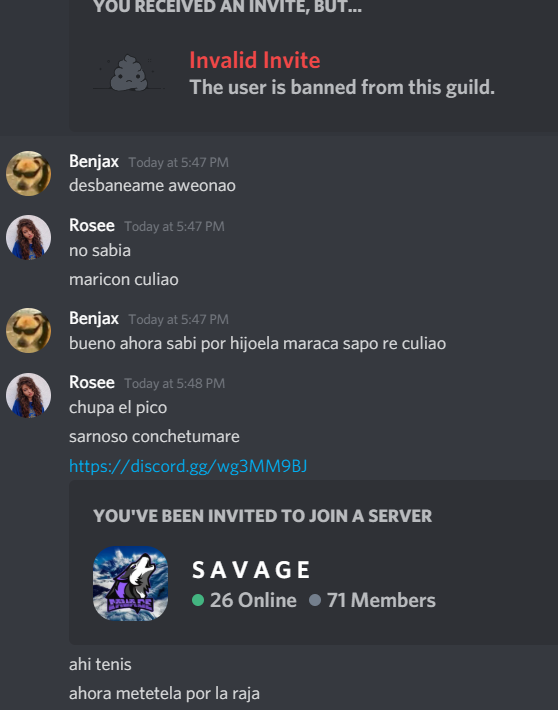 YOU RECEIVED AN INVITE, BUT...
Invalid Invite
The user is banned from this guild.
Benjax Today at 5:47 PM
desbaneame aweonao
Rosee Today at 5:47 PM
no sabia
maricon culiao
Benjax Today at 5:47 PM
bueno ahora sabi por hijoela maraca sapo re culiao
Rosee Today at 5:48 PM
chupa el pico
sarnoso conchetumare
https://discord.gg/wg3MM9BJ
YOU'VE BEEN INVITED TO JOIN A SERVER
SAVAGE
S A V A G E
26 Online 71 Members
ahi tenis
ahora metetela por la raja